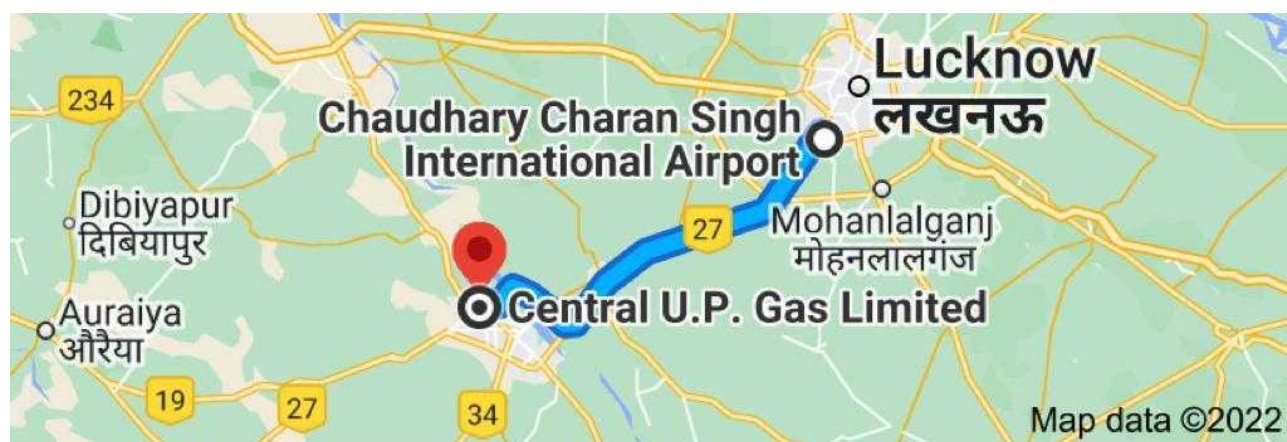 Lucknow
लखनऊ
234
Chaudhary Charan Singh
International Airport
Dibiyapur
दिबियापुर
27
Mohanlalganj
मोहनलालगंज
Central U.P. Gas Limited
Auraiya
औरैया
19
27
34
Map data ©2022